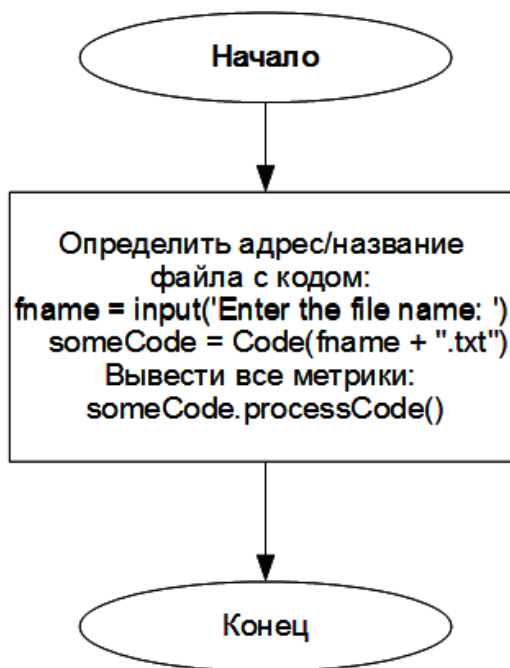 Начало
Определить адрес/название
файла с кодом:
fname = input('Enter the file name: ')
someCode = Code(fname + ".txt")
Вывести все метрики:
someCode.processCode()
Конец